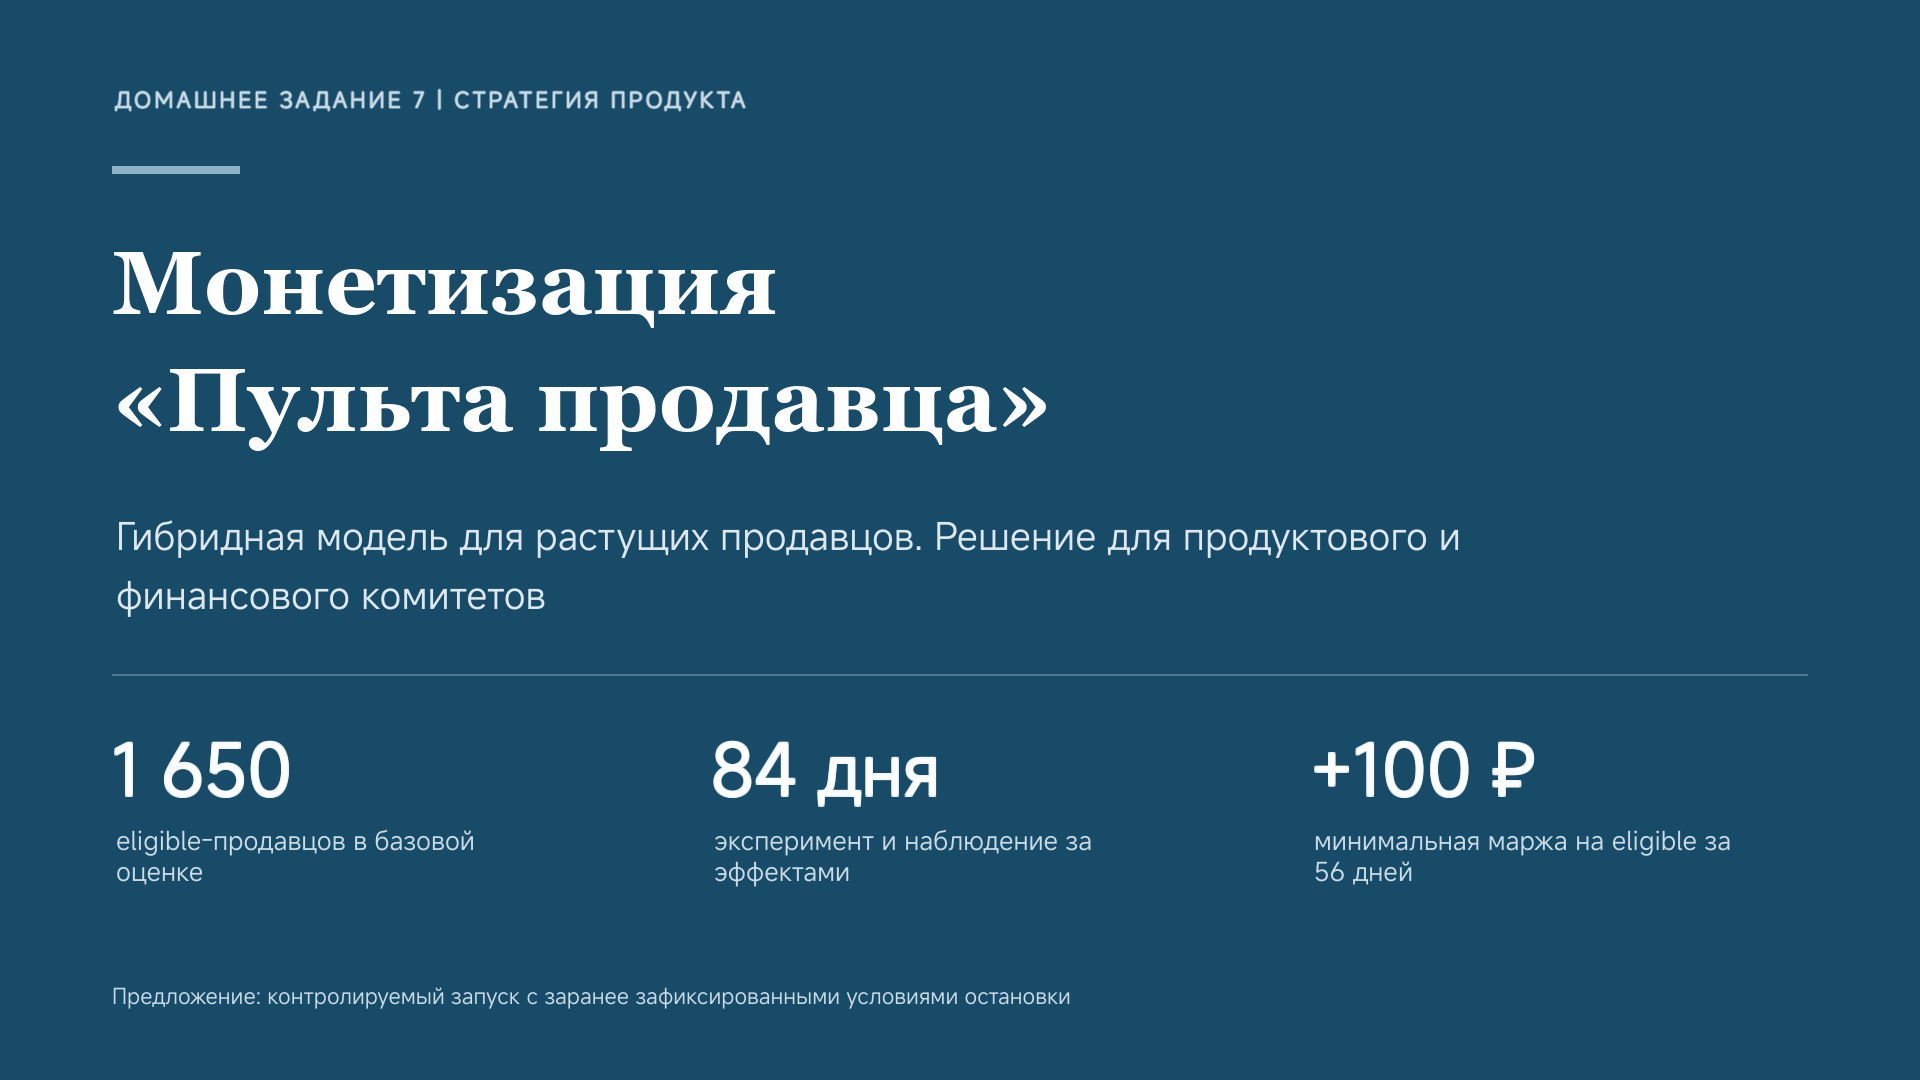 ДОМАШНЕЕ ЗАДАНИЕ 7 | СТРАТЕГИЯ ПРОДУКТА
Монетизация
«Пульта продавца»
Гибридная модель для растущих продавцов. Решение для продуктового и
финансового комитетов
1 650
eligible-продавцов в базовой
оценке
84 дня
эксперимент и наблюдение за
эффектами
+100 ₽
минимальная маржа на eligible за
56 дней
Предложение: контролируемый запуск с заранее зафиксированными условиями остановки